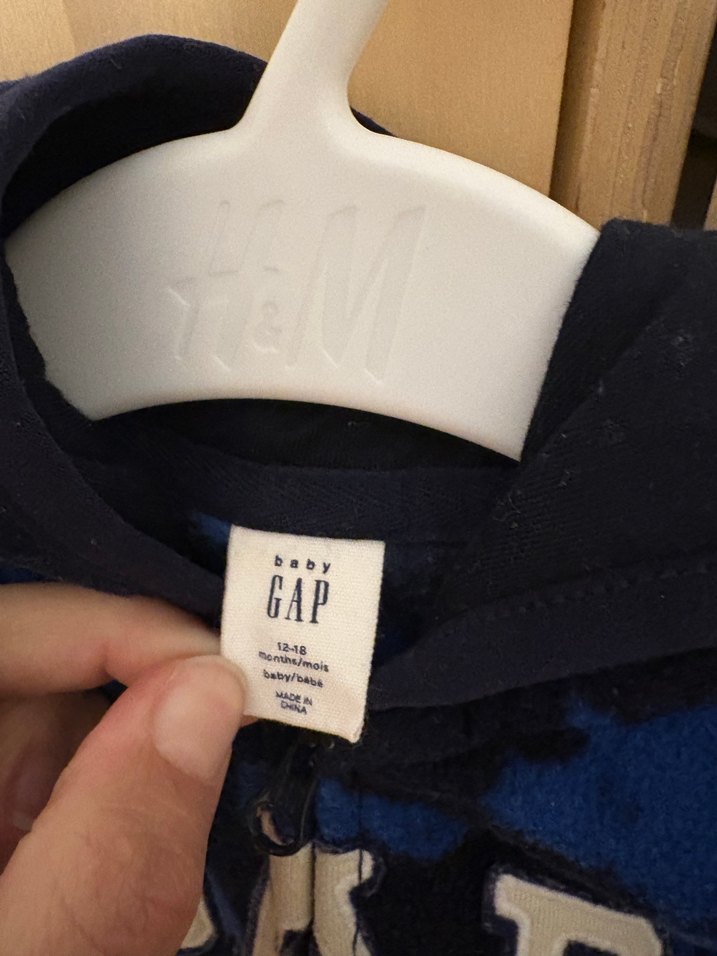 H&M
baby
GAP
12-18
months/mois
baby/bébé
MADE IN
CHINA